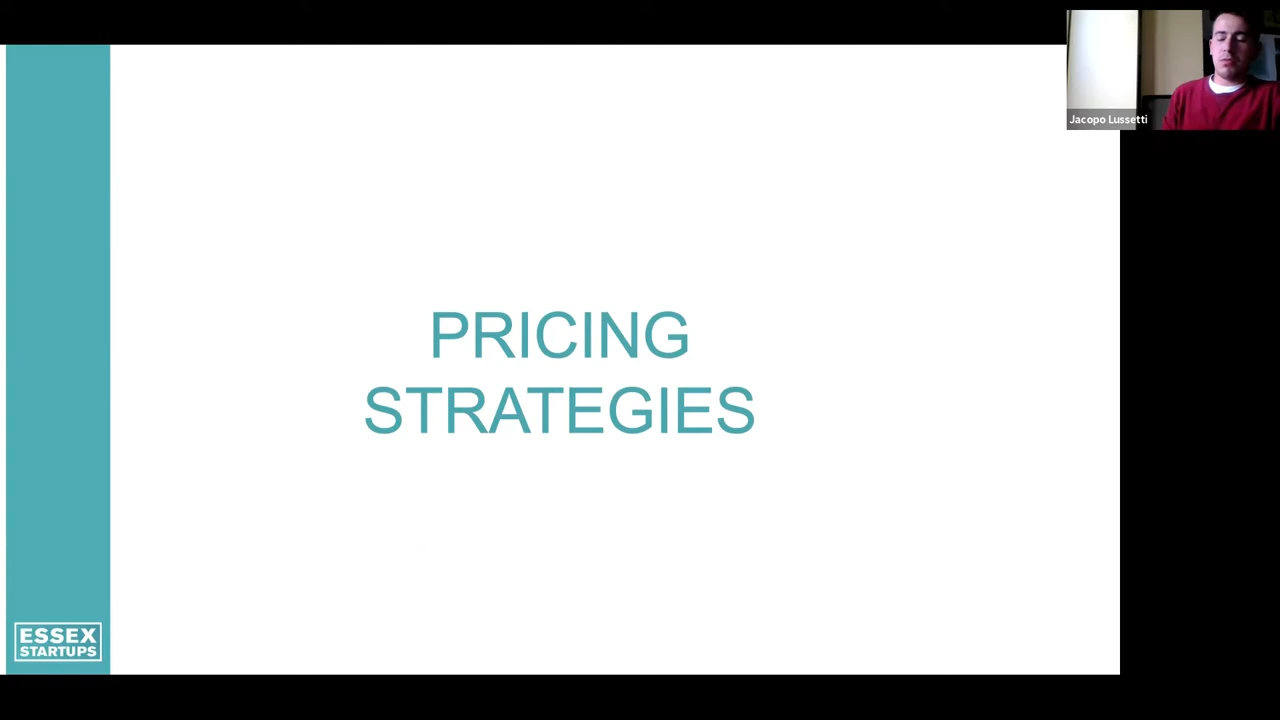 Jacopo Lussetti
PRICING
STRATEGIES
ESSEX
STARTUPS